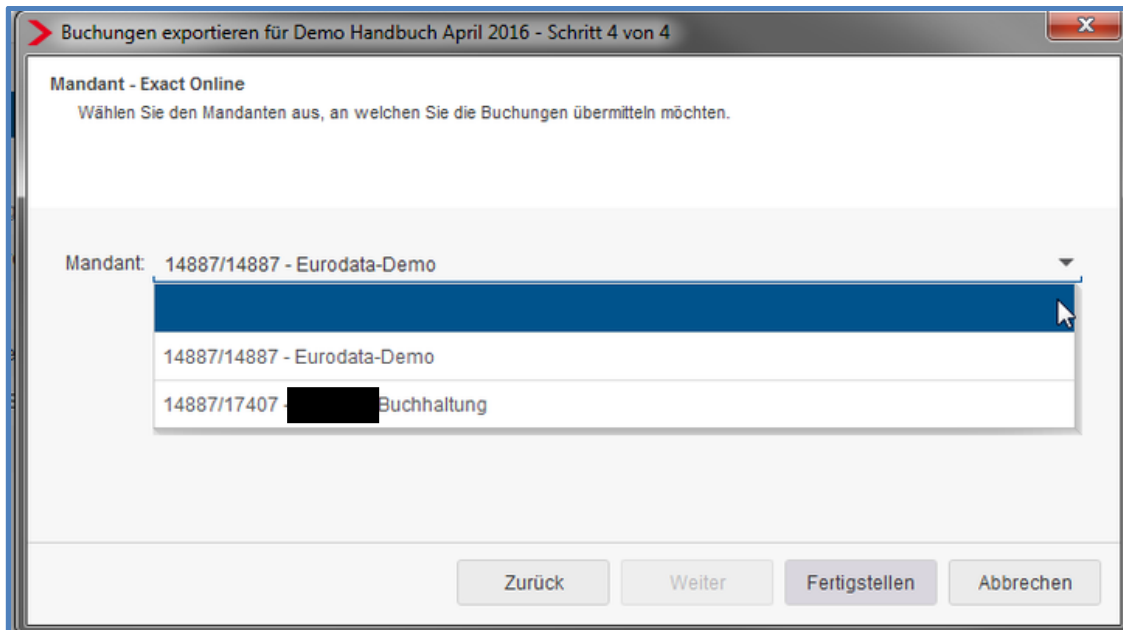 Buchungen exportieren für Demo Handbuch April 2016 - Schritt 4 von 4
Mandant - Exact Online
Wählen Sie den Mandanten aus, an welchen Sie die Buchungen übermitteln möchten.
Mandant: 14887/14887 - Eurodata-Demo
14887/14887 - Eurodata-Demo
14887/17407 - Buchhaltung
Zurück Weiter Fertigstellen Abbrechen